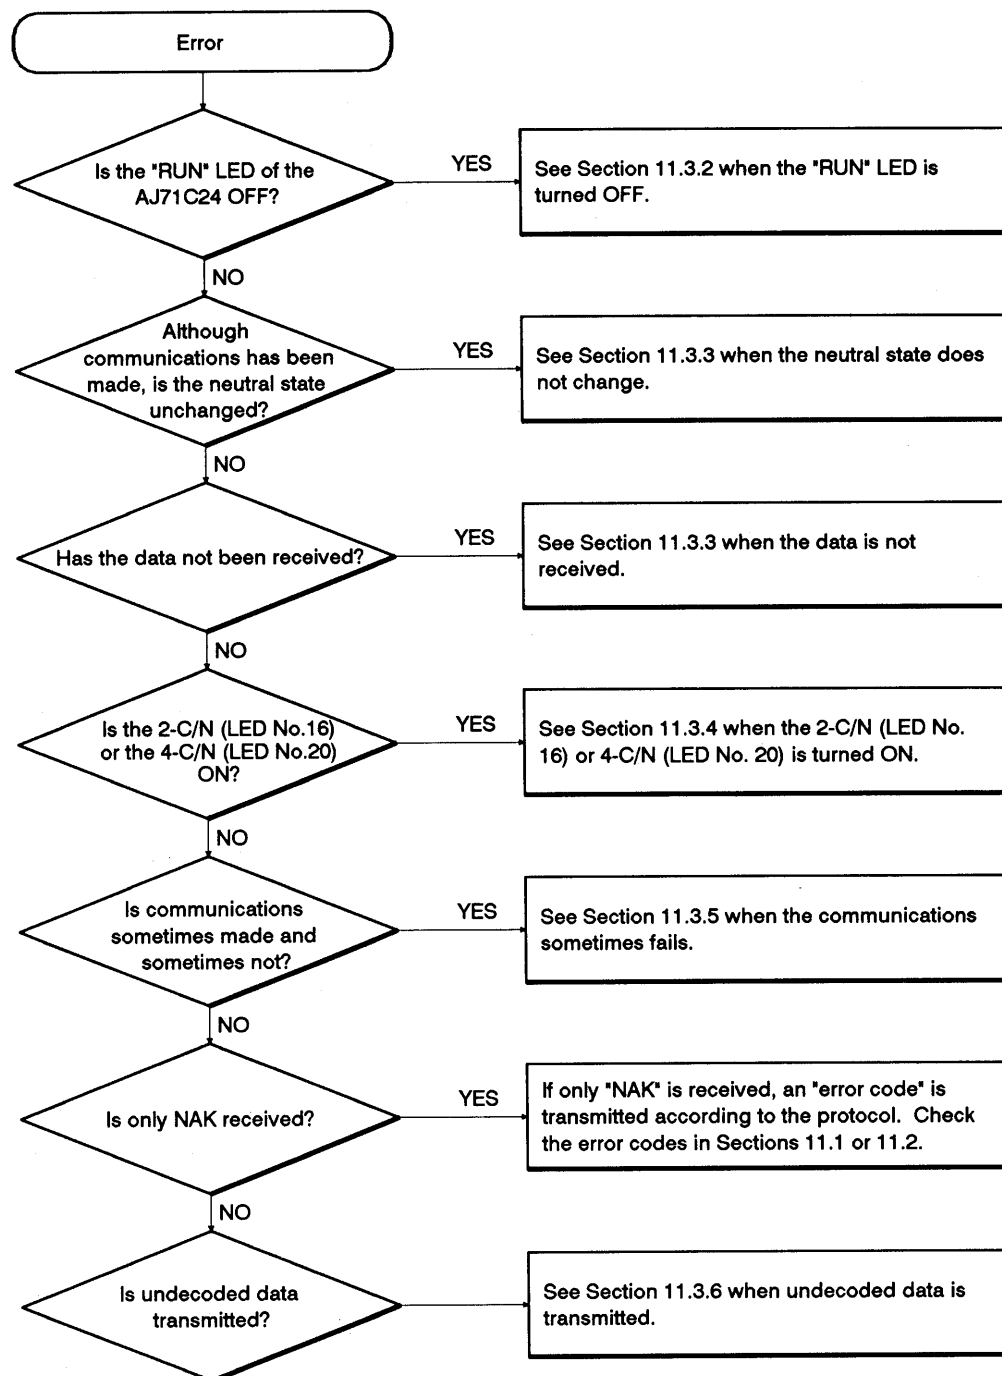 Error
Is the "RUN" LED of the
AJ71C24 OFF?
YES
See Section 11.3.2 when the "RUN" LED is
turned OFF.
NO
Although
communications has been
made, is the neutral state
unchanged?
YES
See Section 11.3.3 when the neutral state does
not change.
NO
Has the data not been received?
YES
See Section 11.3.3 when the data is not
received.
NO
Is the 2-C/N (LED No.16)
or the 4-C/N (LED No.20)
ON?
YES
See Section 11.3.4 when the 2-C/N (LED No.
16) or 4-C/N (LED No. 20) is turned ON.
NO
Is communications
sometimes made and
sometimes not?
YES
See Section 11.3.5 when the communications
sometimes fails.
NO
Is only NAK received?
YES
If only "NAK" is received, an "error code" is
transmitted according to the protocol. Check
the error codes in Sections 11.1 or 11.2.
NO
Is undecoded data
transmitted?
See Section 11.3.6 when undecoded data is
transmitted.